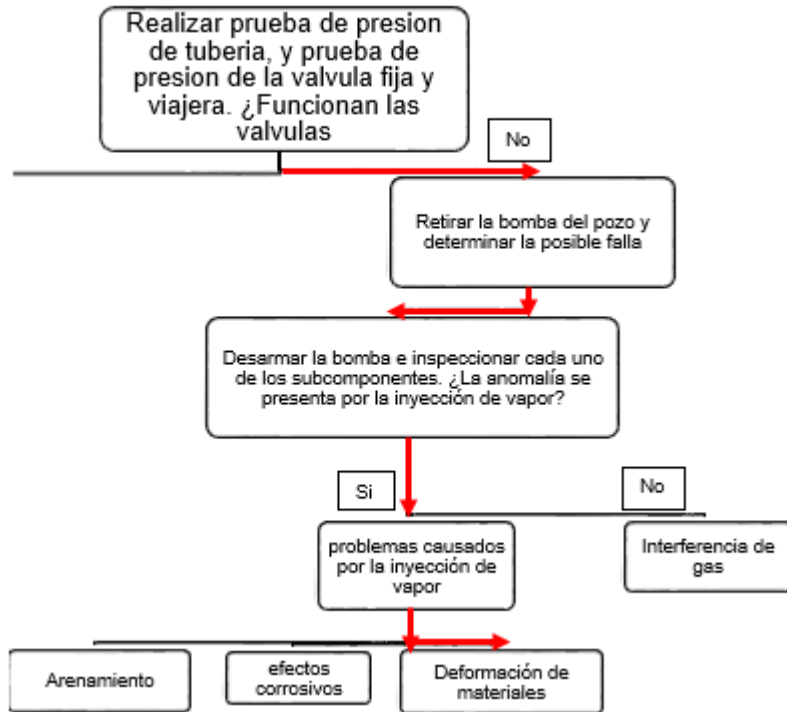 Realizar prueba de presion
de tuberia, y prueba de
presion de la valvula fija y
viajera. ¿Funcionan las
valvulas
No
Retirar la bomba del pozo y
determinar la posible falla
Desarmar la bomba e inspeccionar cada uno
de los subcomponentes. ¿La anomalía se
presenta por la inyección de vapor?
Si
No
problemas causados
por la inyección de
vapor
Interferencia de
gas
Arenamiento
efectos
corrosivos
Deformación de
materiales